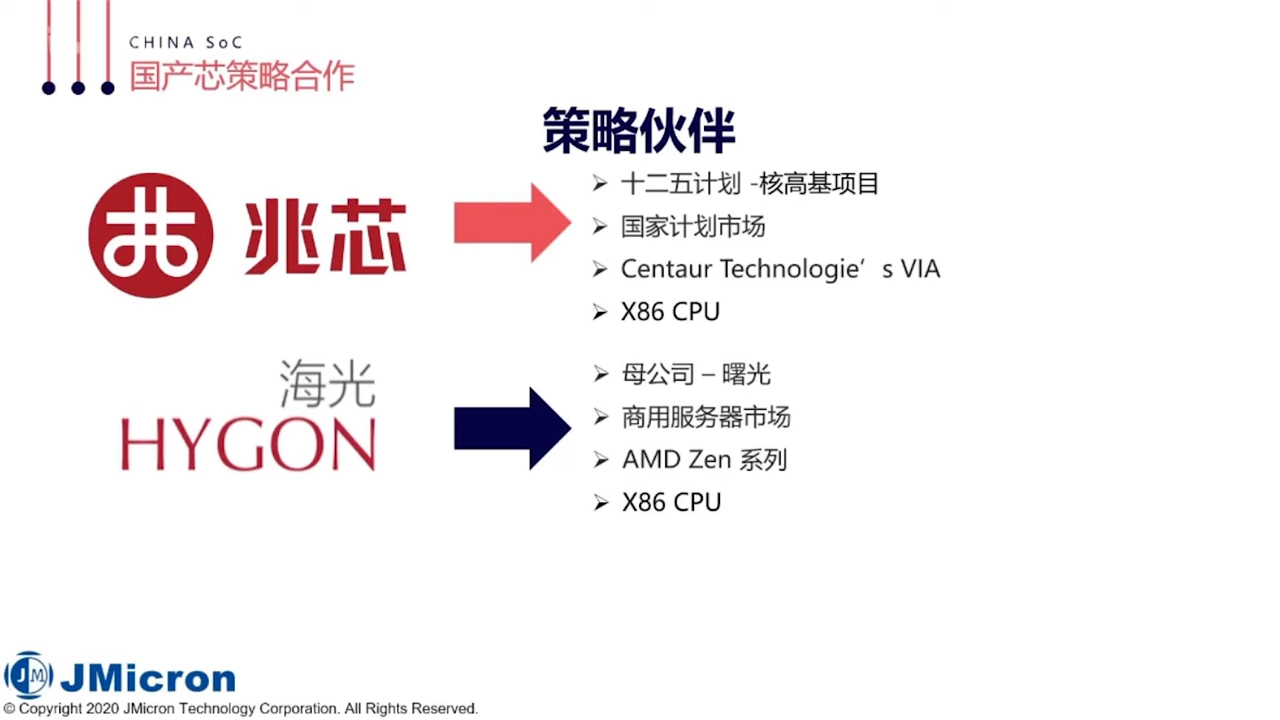 CHINA SoC
国产芯策略合作
策略伙伴
兆芯
➢ 十二五计划 -核高基项目
➢ 国家计划市场
➢ Centaur Technologie’s VIA
➢ X86 CPU
海光
HYGON
➢ 母公司 – 曙光
➢ 商用服务器市场
➢ AMD Zen 系列
➢ X86 CPU
JM JMicron
© Copyright 2020 JMicron Technology Corporation. All Rights Reserved.